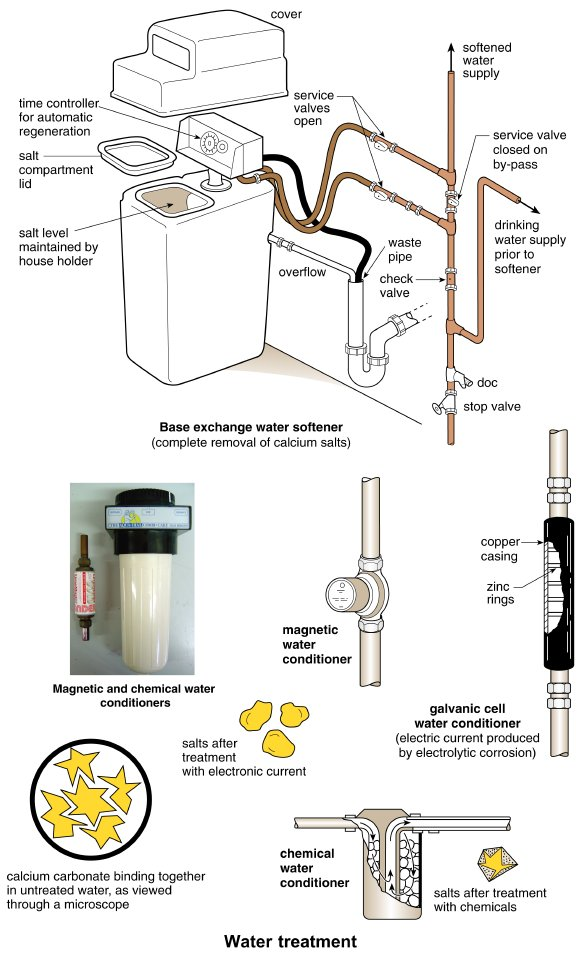 cover
softened
water
supply
time controller
for automatic
regeneration
service
valves
open
service valve
closed on
by-pass
salt
compartment
lid
salt level
maintained by
house holder
drinking
water supply
prior to
softener
waste
pipe
overflow
check
valve
doc
stop valve
Base exchange water softener
(complete removal of calcium salts)
copper
casing
zinc
rings
magnetic
water
conditioner
Magnetic and chemical water
conditioners
galvanic cell
water conditioner
(electric current produced
by electrolytic corrosion)
salts after
treatment
with electronic current
chemical
water
conditioner
calcium carbonate binding together
in untreated water, as viewed
through a microscope
salts after treatment
with chemicals
Water treatment